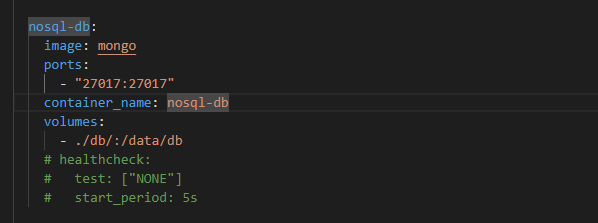 nosql-db:
image: mongo
ports:
- "27017:27017"
container_name: nosql-db
volumes:
- ./db/:/data/db
# healthcheck:
#   test: ["NONE"]
#   start_period: 5s